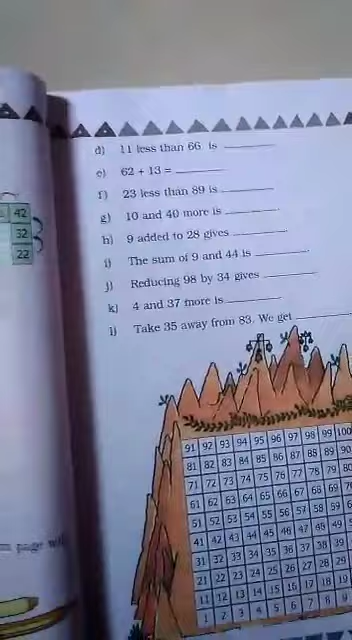 d) 11 less than 66 is
e) 62 + 13 =
f) 23 less than 89 is
g) 10 and 40 more is
h) 9 added to 28 gives
i) The sum of 9 and 44 is
j) Reducing 98 by 34 gives
k) 4 and 37 more is
l) Take 35 away from 83. We get
42
32
22
page
91 92 93 94 95 96 97 98 99 100
81 82 83 84 85 86 87 88 89 90
71 72 73 74 75 76 77 78 79 80
61 62 63 64 65 66 67 68 69
51 52 53 54 55 56 57 58 59
41 42 43 44 45 46 47 48 49
31 32 33 34 35 36 37 38 39
21 22 23 24 25 26 27 28 29
11 12 13 14 15 16 17 18 19
1 2 3 4 5 6 7 8 9